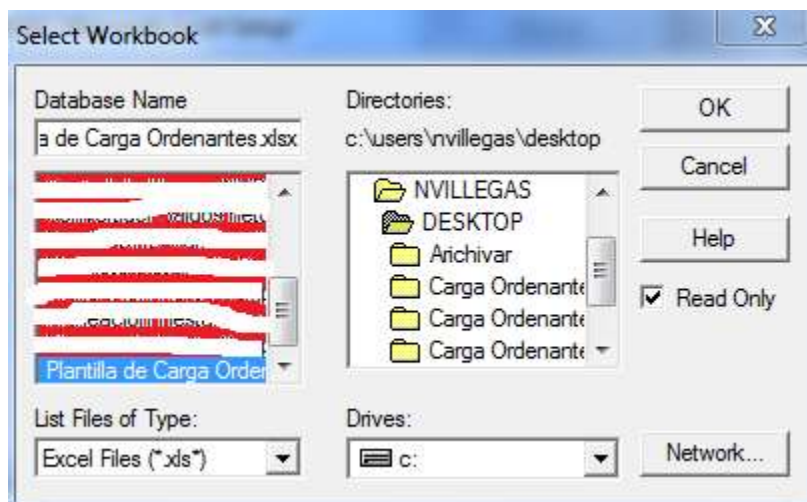 Select Workbook
Database Name
a de Carga Ordenantes.xlsx
Plantilla de Carga Orden
List Files of Type:
Excel Files (*.xls*)
Directories:
c:\users\nvillegas\desktop
NVILLEGAS
DESKTOP
Arichivar
Carga Ordenante
Carga Ordenante
Carga Ordenante
Drives:
c:
OK
Cancel
Help
Read Only
Network...